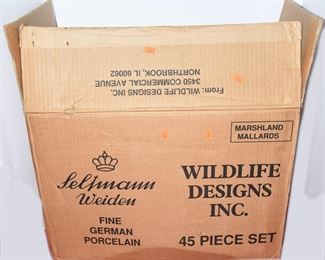 From: WILDLIFE DESIGNS INC.
3450 COMMERCIAL AVENUE
NORTHBROOK, IL 60062
MARSHLAND
MALLARDS
Seltmann
Weiden
FINE
GERMAN
PORCELAIN
WILDLIFE
DESIGNS
INC.
45 PIECE SET